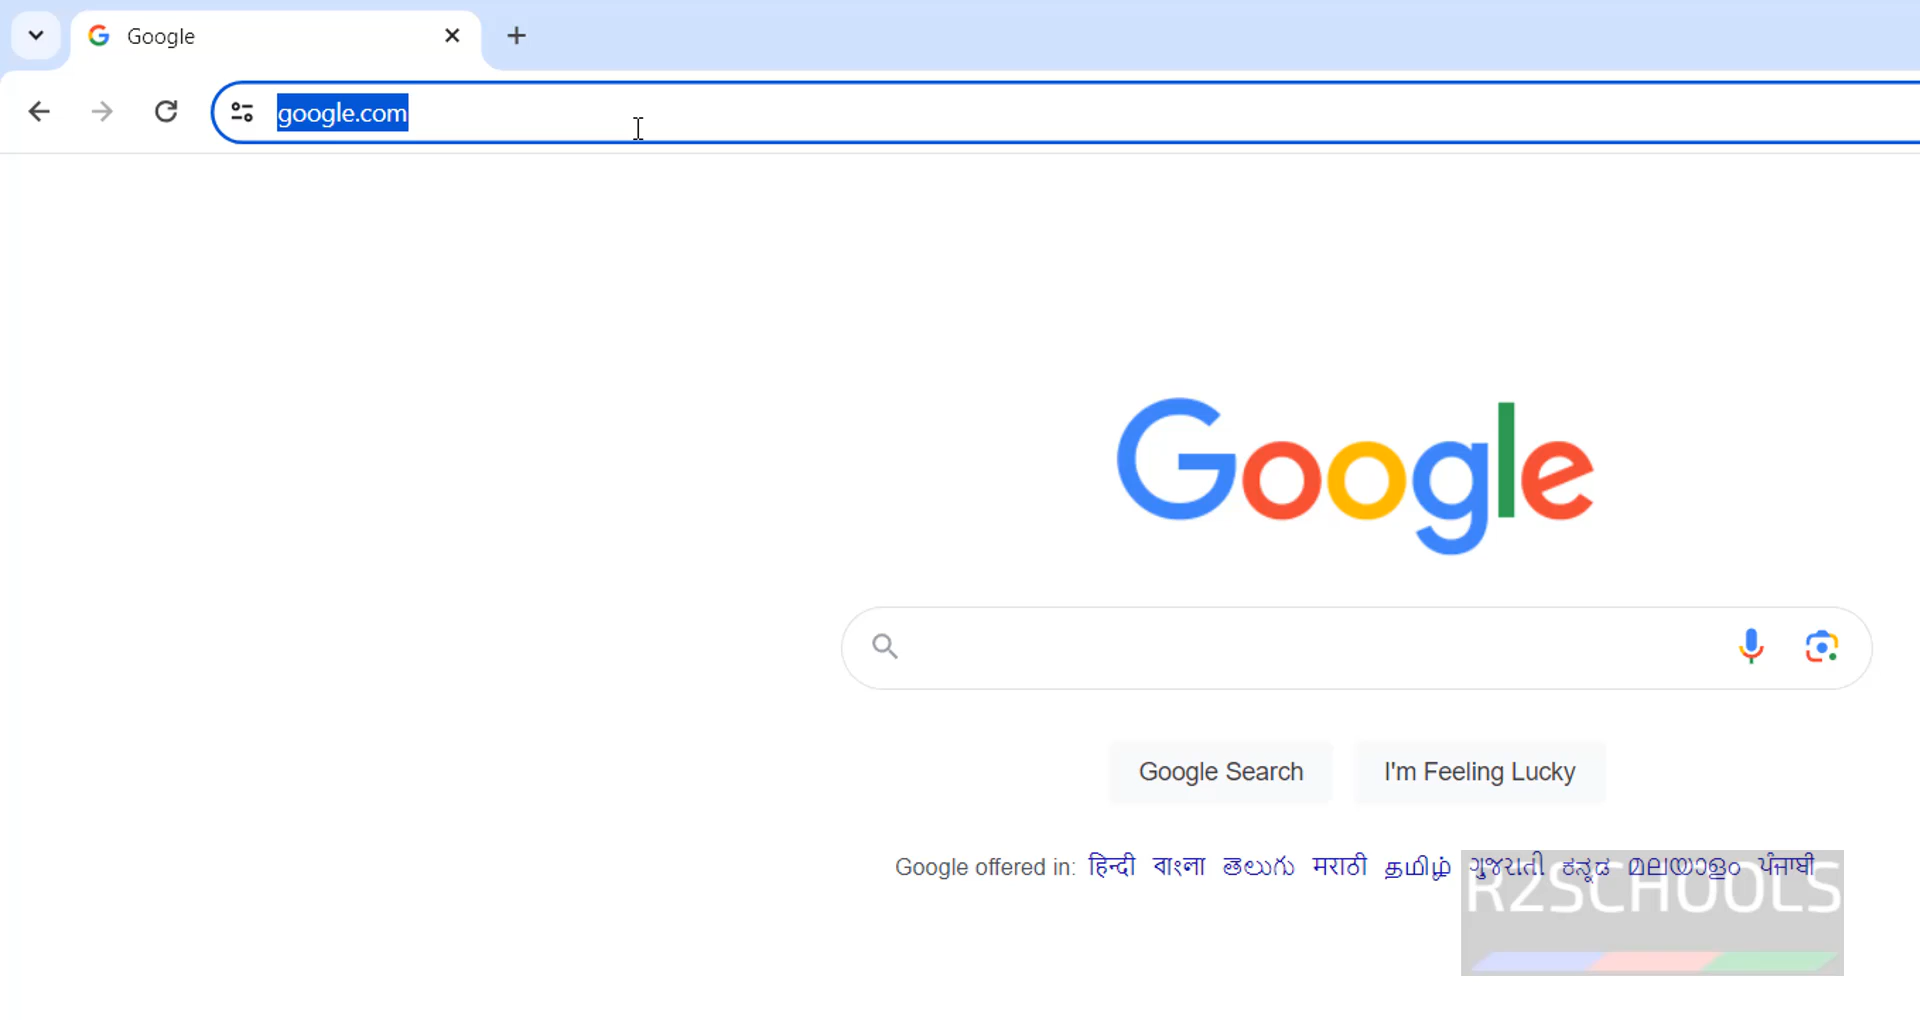 Google
google.com
Google
Google Search I'm Feeling Lucky
Google offered in: हिन्दी বাংলা తెలుగు मराठी தமிழ் ગુજરાતી ಕನ್ನಡ മലയാളം ਪੰਜਾਬੀ
R2SCHOOLS